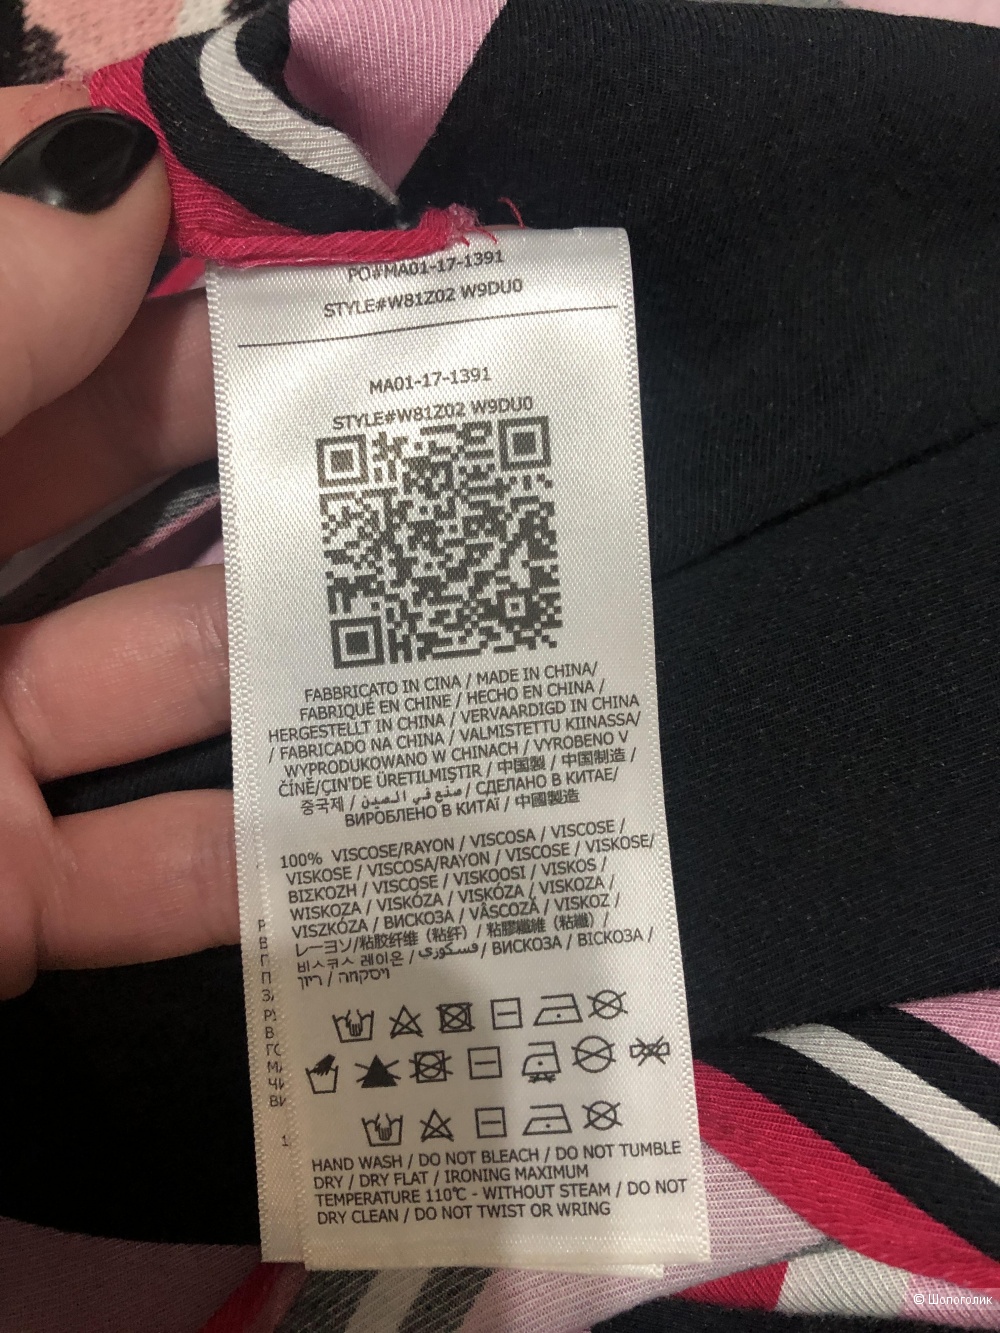 PO#MA01-17-1391
STYLE#W81Z02 W9DU0
MA01-17-1391
STYLE#W81Z02 W9DU0
FABBRICATO IN CINA / MADE IN CHINA/
FABRIQUÉ EN CHINE / HECHO EN CHINA /
HERGESTELLT IN CHINA / VERVAARDIGD IN CHINA
/ FABRICADO NA CHINA / VALMISTETTU KIINASSA/
WYPRODUKOWANO W CHINACH / VYROBENO V
ČÍNĚ/ÇIN'DE ÜRETILMIŞTIR / 中国製 / 中国制造 /
중국제 / صنع في الصين / СДЕЛАНО В КИТАЕ/
ВИРОБЛЕНО В КИТАЇ / 中國製造
100% VISCOSE/RAYON / VISCOSA / VISCOSE /
VISKOSE / VISCOSA/RAYON / VISCOSE / VISKOSE/
ΒΙΣΚΟΖΗ / VISCOSE / VISKOOSI / VISKOS /
WISKOZA / VISKÓZA / VISKÓZA / VISKOZA /
VISZKÓZA / ВИСКОЗА / VÂSCOZĂ / VISKOZ /
レーヨン/粘胶纤维 (粘纤) / 粘膠纖維 (粘纖) /
비스코스 레이온 / فسكوزي / ВИСКОЗА / ВІСКОЗА /
ויסקוזה / ריון
HAND WASH / DO NOT BLEACH / DO NOT TUMBLE
DRY / DRY FLAT / IRONING MAXIMUM
TEMPERATURE 110℃ - WITHOUT STEAM / DO NOT
DRY CLEAN / DO NOT TWIST OR WRING
© Шопоголик